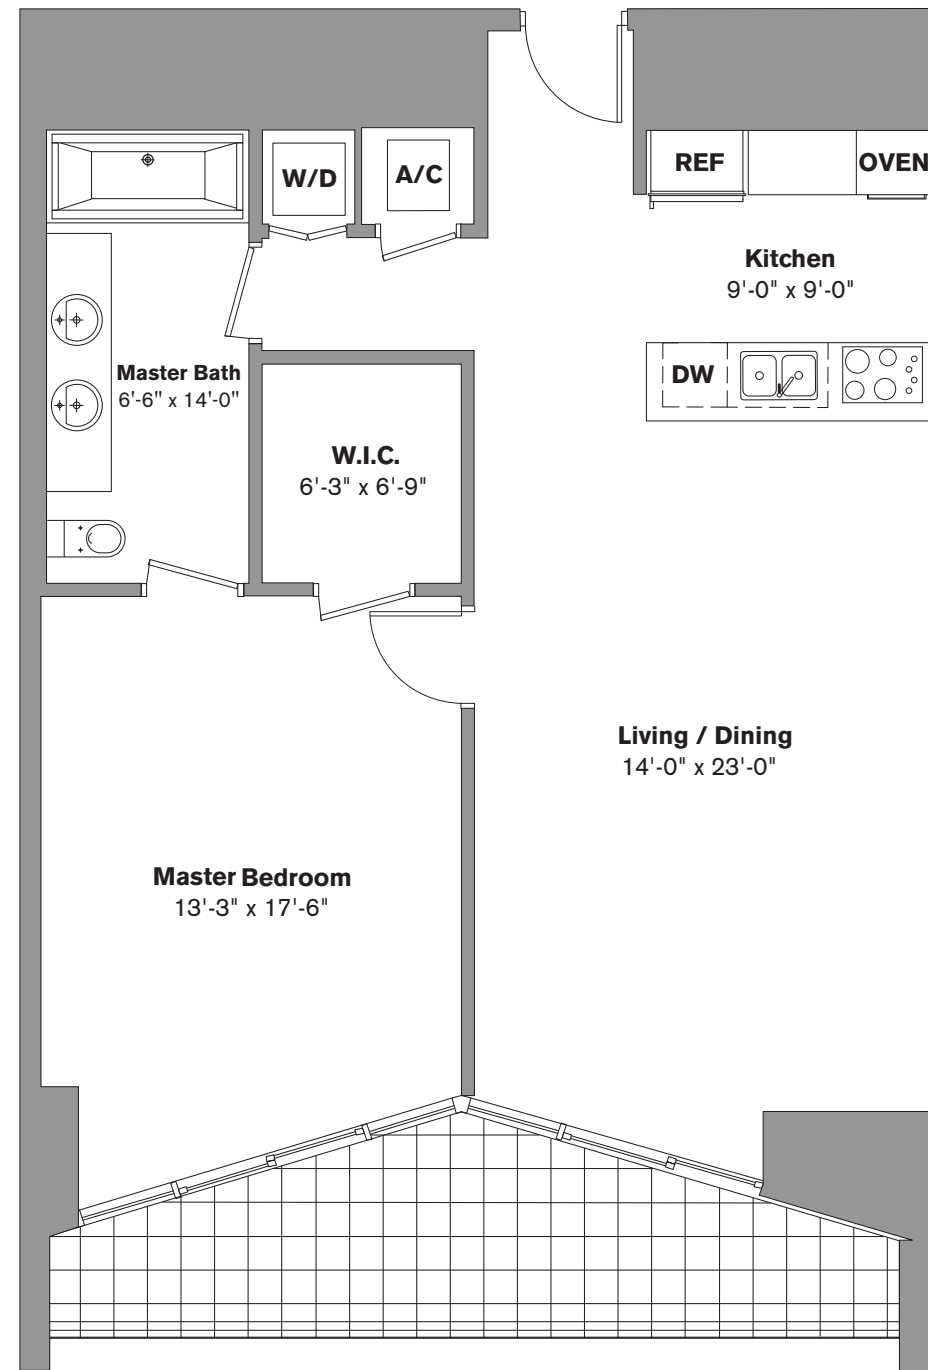 W/D
A/C
REF
OVEN
Kitchen
9'-0" x 9'-0"
DW
Master Bath
6'-6" x 14'-0"
W.I.C.
6'-3" x 6'-9"
Living / Dining
14'-0" x 23'-0"
Master Bedroom
13'-3" x 17'-6"